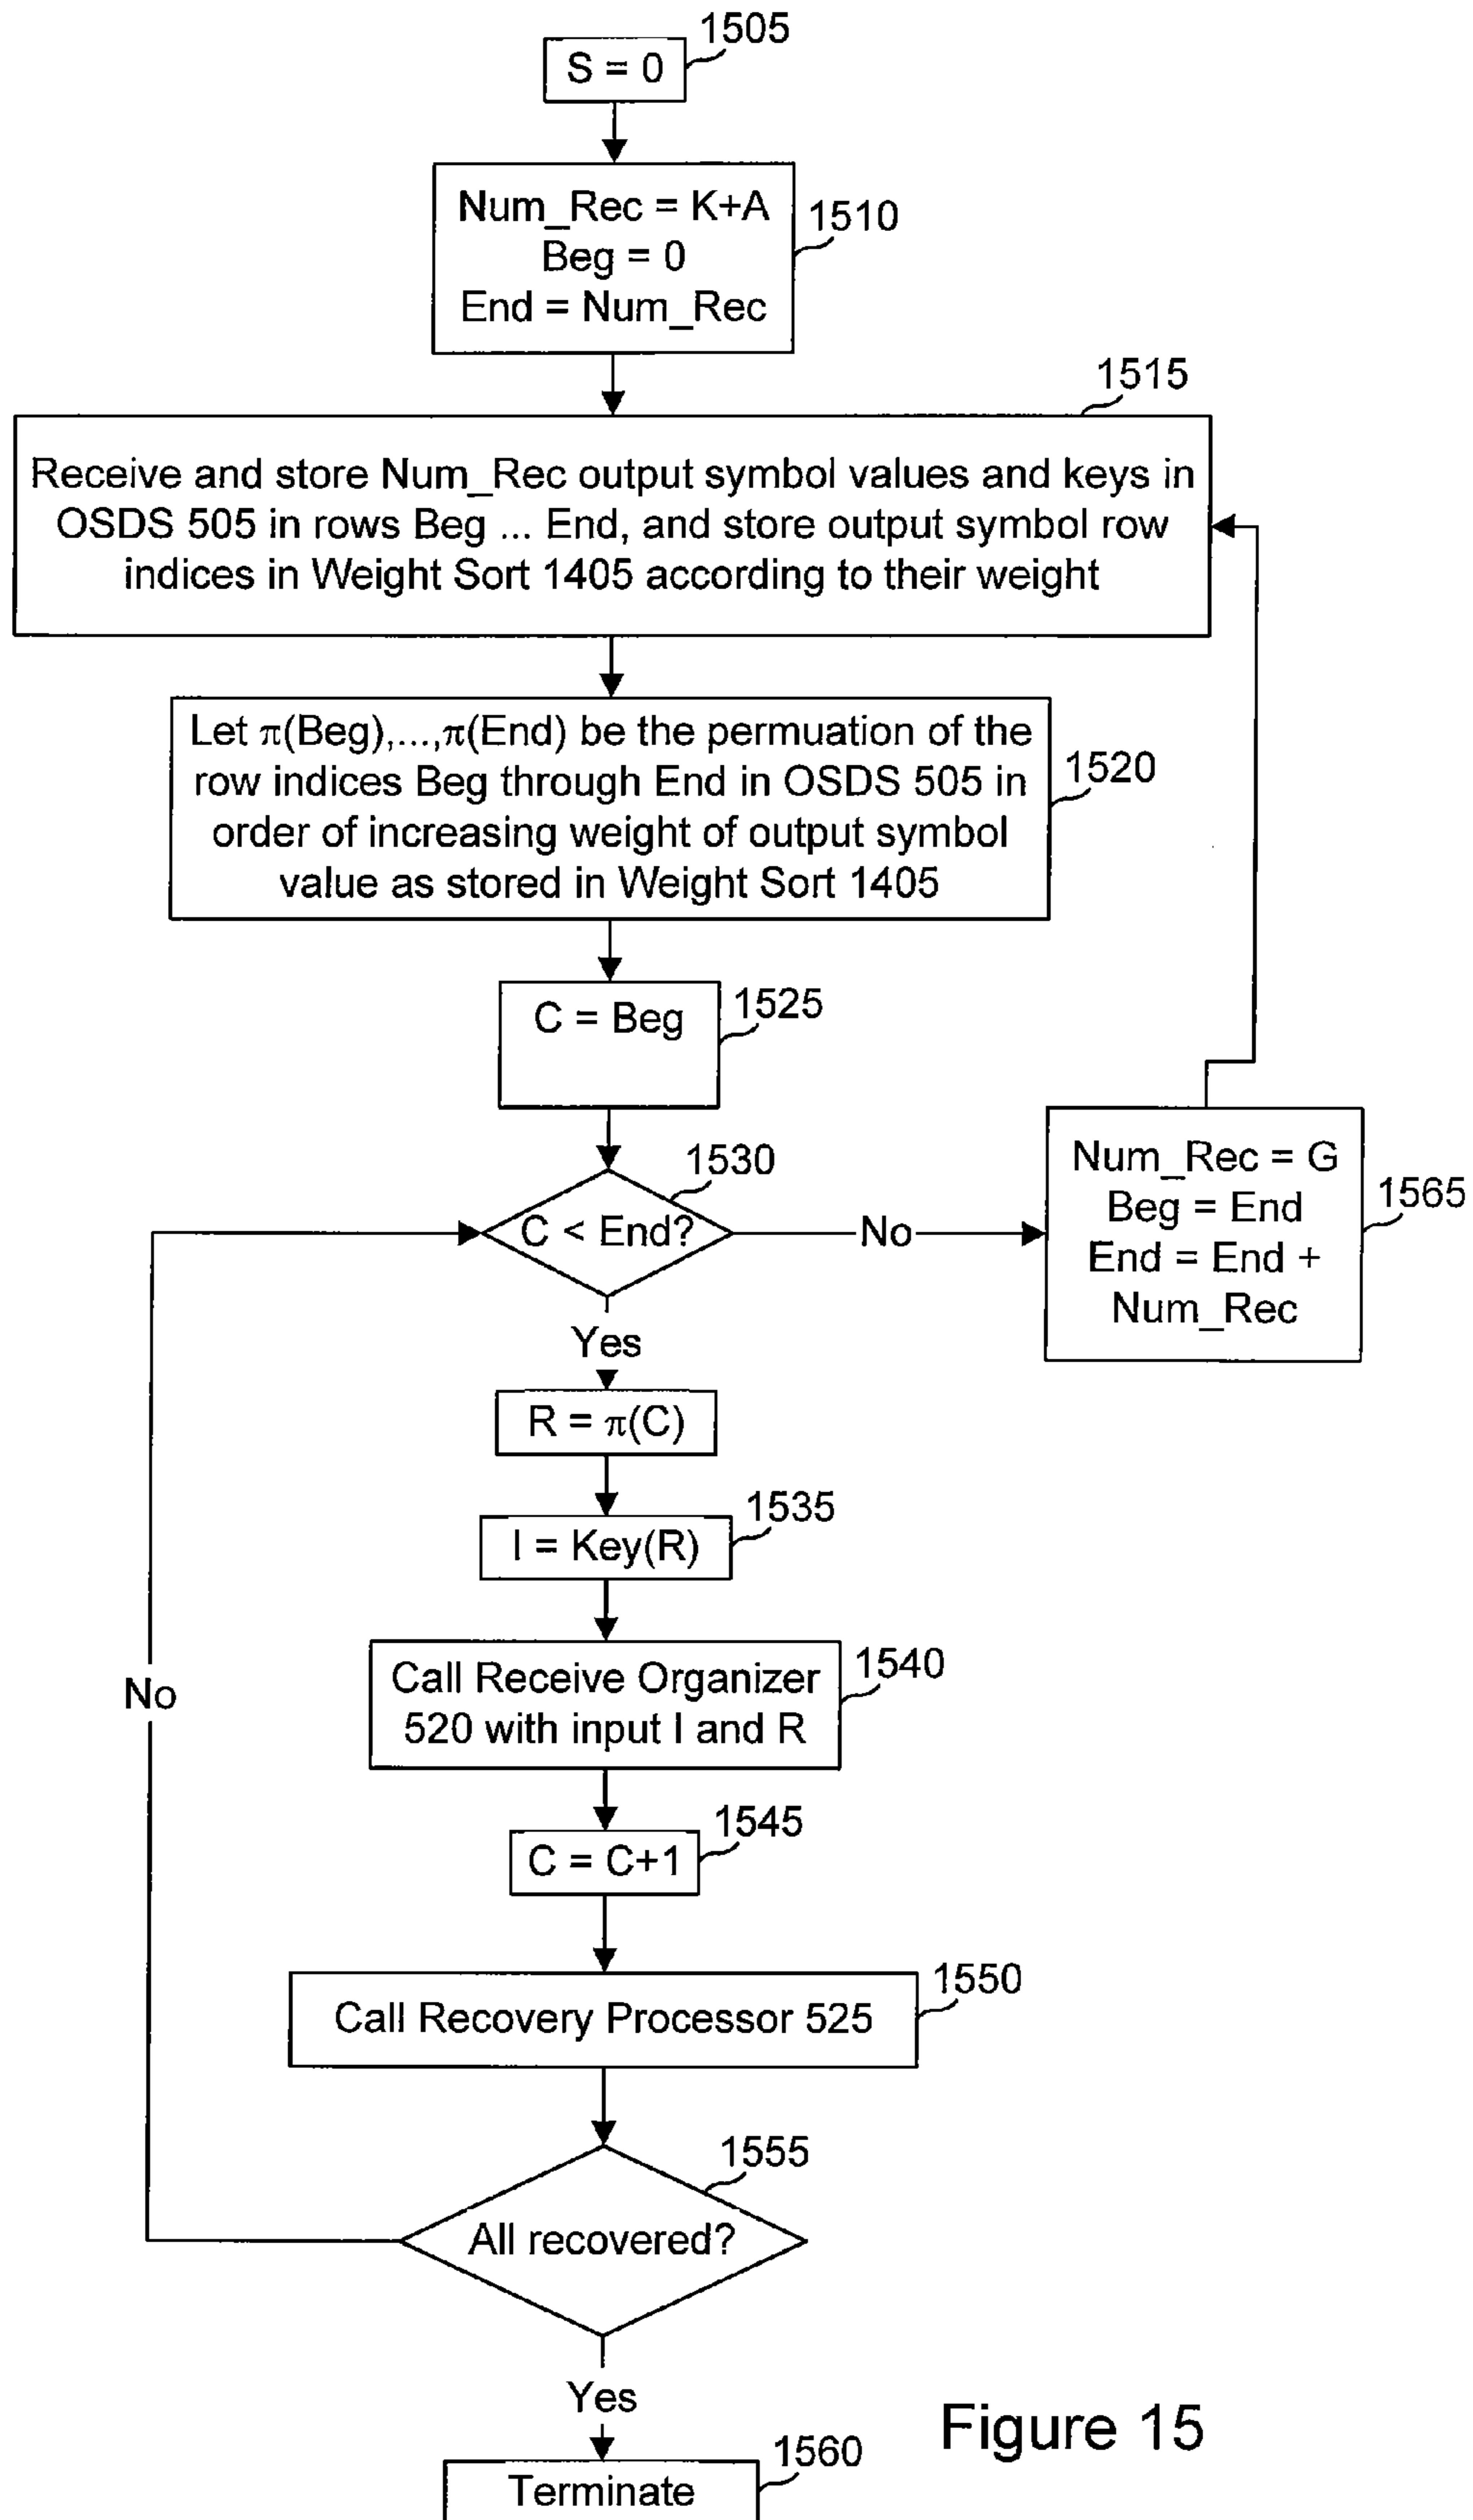 1505
S = 0
Num_Rec = K+A
Beg = 0
End = Num_Rec
1510
1515
Receive and store Num_Rec output symbol values and keys in
OSDS 505 in rows Beg ... End, and store output symbol row
indices in Weight Sort 1405 according to their weight
Let π(Beg),...,π(End) be the permuation of the
row indices Beg through End in OSDS 505 in
order of increasing weight of output symbol
value as stored in Weight Sort 1405
1520
C = Beg
1525
1530
C < End?
No
Num_Rec = G
Beg = End
End = End +
Num_Rec
1565
Yes
R = π(C)
1535
I = Key(R)
Call Receive Organizer
520 with input I and R
1540
No
1545
C = C+1
1550
Call Recovery Processor 525
1555
All recovered?
Yes
Figure 15
1560
Terminate